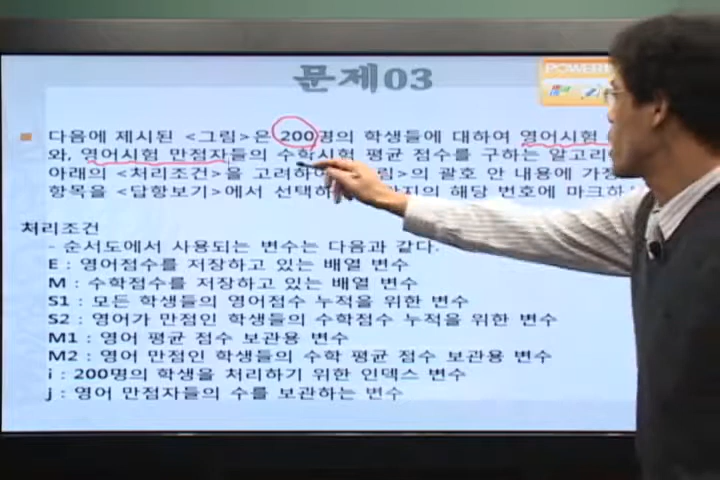 문제03
POWER
다음에 제시된 <그림>은 200명의 학생들에 대하여 영어시험
와, 영어시험 만점자들의 수학시험 평균 점수를 구하는 알고리
아래의 <처리조건>을 고려하여 괄호 안 내용에 가장
항목을 <답항보기>에서 선택하 해당 번호에 마크하
처리조건
- 순서도에서 사용되는 변수는 다음과 같다.
E : 영어점수를 저장하고 있는 배열 변수
M : 수학점수를 저장하고 있는 배열 변수
S1 : 모든 학생들의 영어점수 누적을 위한 변수
S2 : 영어가 만점인 학생들의 수학점수 누적을 위한 변수
M1 : 영어 평균 점수 보관용 변수
M2 : 영어 만점인 학생들의 수학 평균 점수 보관용 변수
i : 200명의 학생을 처리하기 위한 인덱스 변수
j : 영어 만점자들의 수를 보관하는 변수